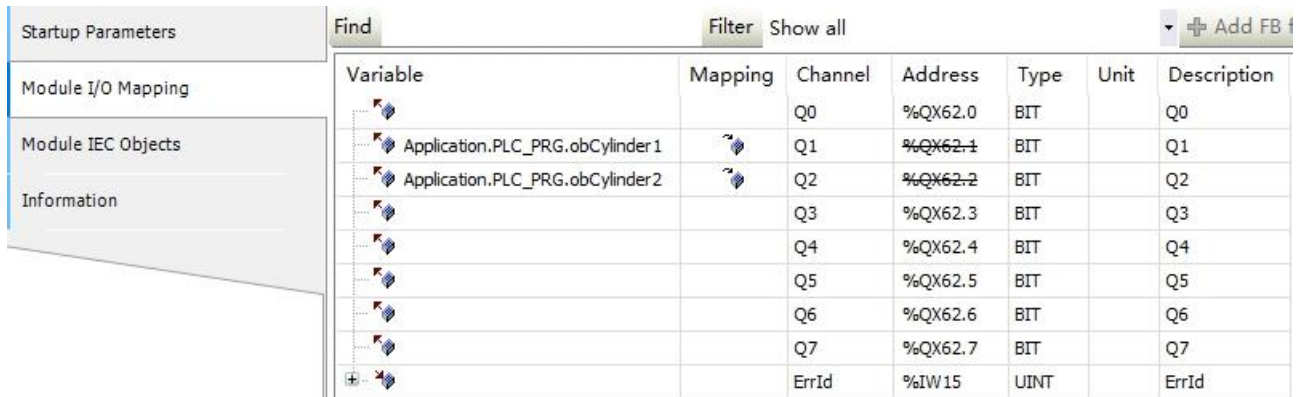 Startup Parameters
Module I/O Mapping
Module IEC Objects
Information
Find Filter Show all Add FB
Variable Mapping Channel Address Type Unit Description
Q0 %QX62.0 BIT Q0
Application.PLC_PRG.obCylinder1 Q1 %QX62.1 BIT Q1
Application.PLC_PRG.obCylinder2 Q2 %QX62.2 BIT Q2
Q3 %QX62.3 BIT Q3
Q4 %QX62.4 BIT Q4
Q5 %QX62.5 BIT Q5
Q6 %QX62.6 BIT Q6
Q7 %QX62.7 BIT Q7
ErrId %IW15 UINT ErrId